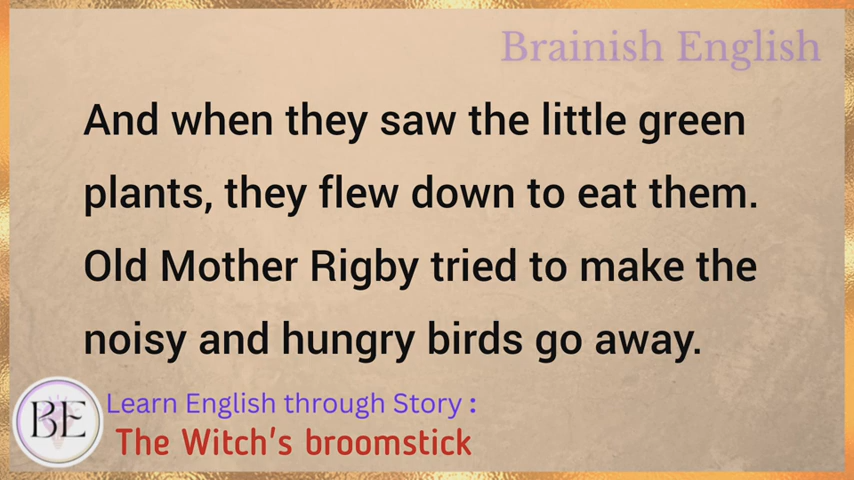 Brainish English
And when they saw the little green
plants, they flew down to eat them.
Old Mother Rigby tried to make the
noisy and hungry birds go away.
BE
Learn English through Story :
The Witch's broomstick